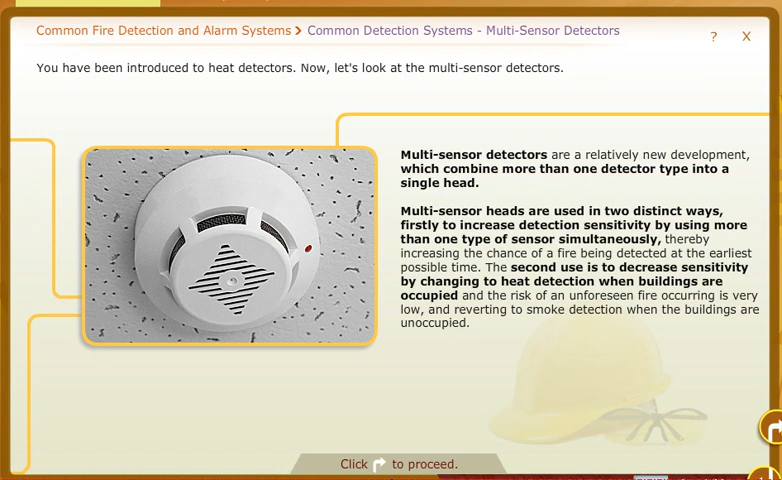 Common Fire Detection and Alarm Systems > Common Detection Systems - Multi-Sensor Detectors
? X
You have been introduced to heat detectors. Now, let's look at the multi-sensor detectors.
Multi-sensor detectors are a relatively new development,
which combine more than one detector type into a
single head.
Multi-sensor heads are used in two distinct ways,
firstly to increase detection sensitivity by using more
than one type of sensor simultaneously, thereby
increasing the chance of a fire being detected at the earliest
possible time. The second use is to decrease sensitivity
by changing to heat detection when buildings are
occupied and the risk of an unforeseen fire occurring is very
low, and reverting to smoke detection when the buildings are
unoccupied.
Click to proceed.